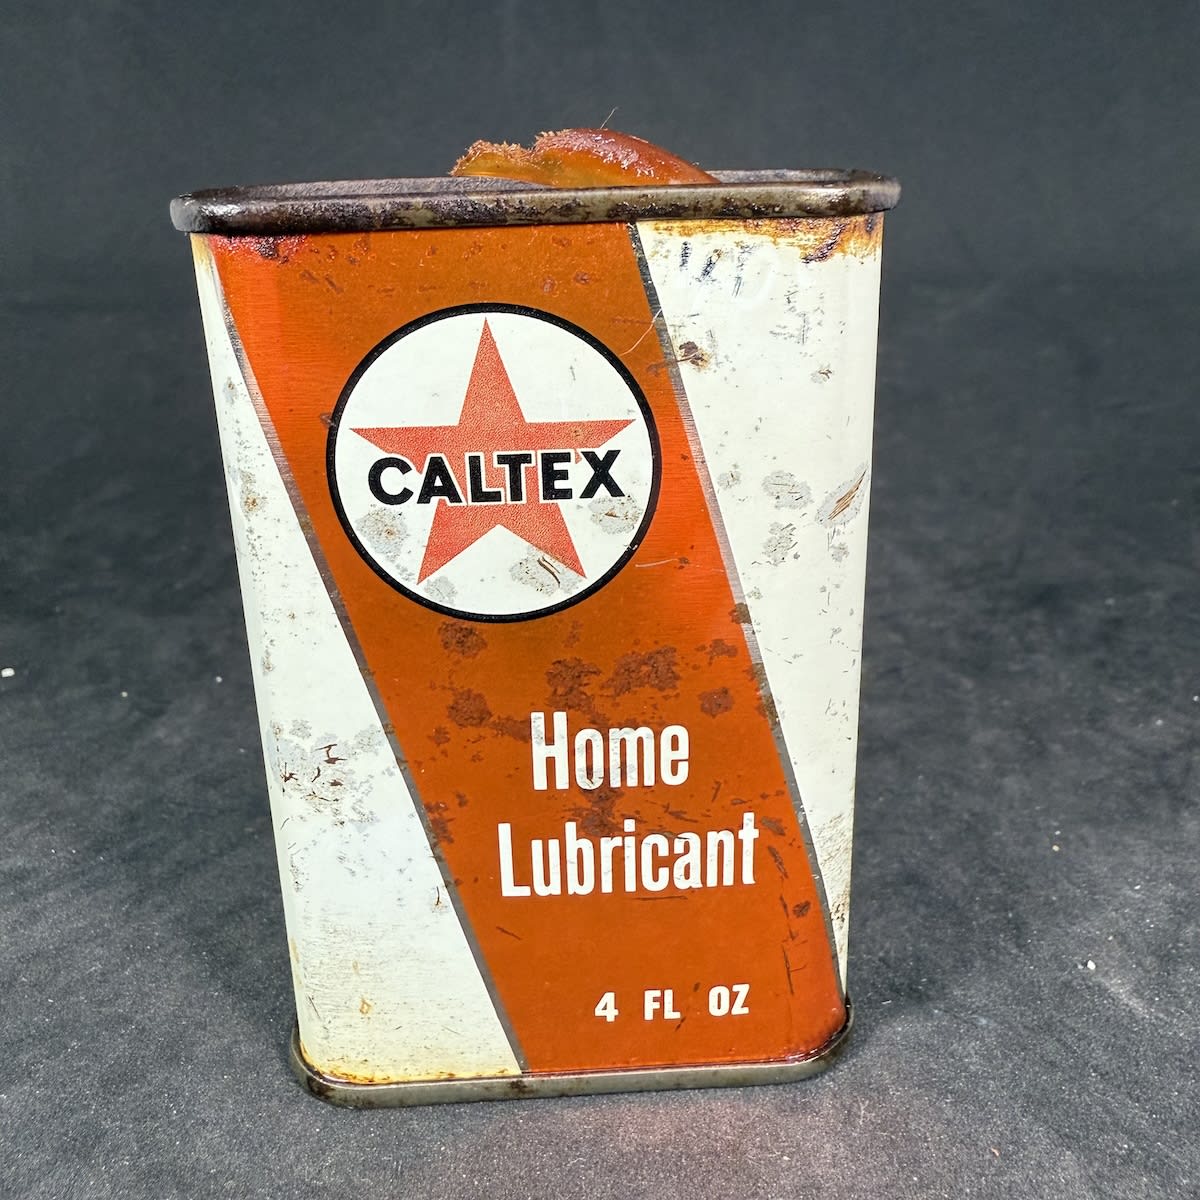 CALTEX
Home
Lubricant
4 FL OZ